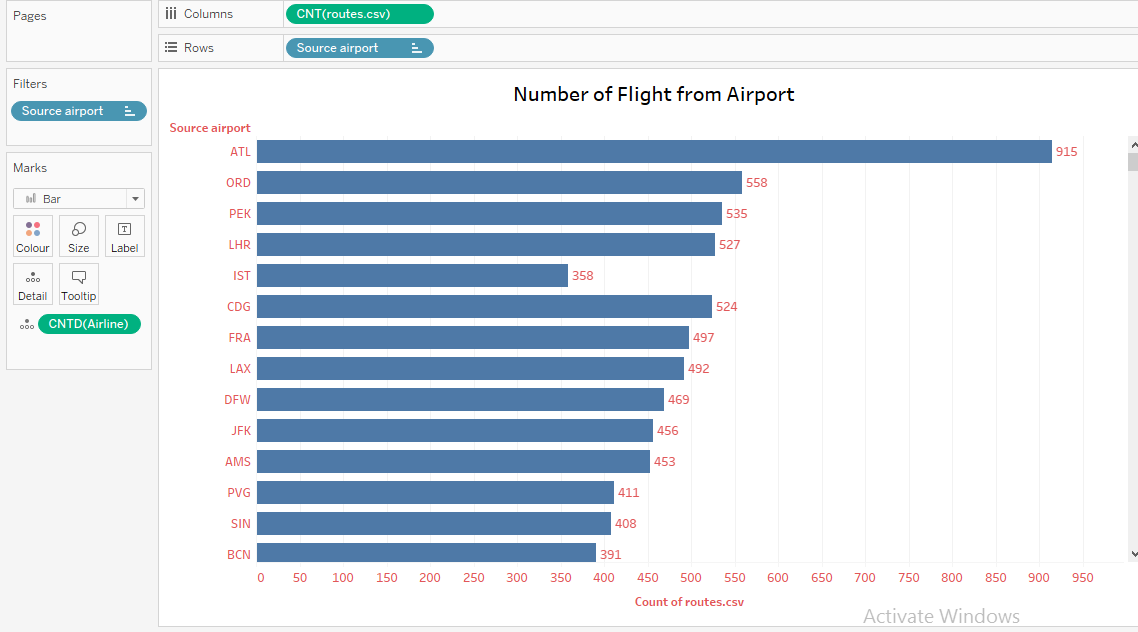 Pages
Columns
CNT(routes.csv)
Rows
Source airport
Filters
Source airport
Marks
Bar
Colour
Size
Label
Detail
Tooltip
CNTD(Airline)
Number of Flight from Airport
Source airport
ATL 915
ORD 558
PEK 535
LHR 527
IST 358
CDG 524
FRA 497
LAX 492
DFW 469
JFK 456
AMS 453
PVG 411
SIN 408
BCN 391
0 50 100 150 200 250 300 350 400 450 500 550 600 650 700 750 800 850 900 950
Count of routes.csv
Activate Windows